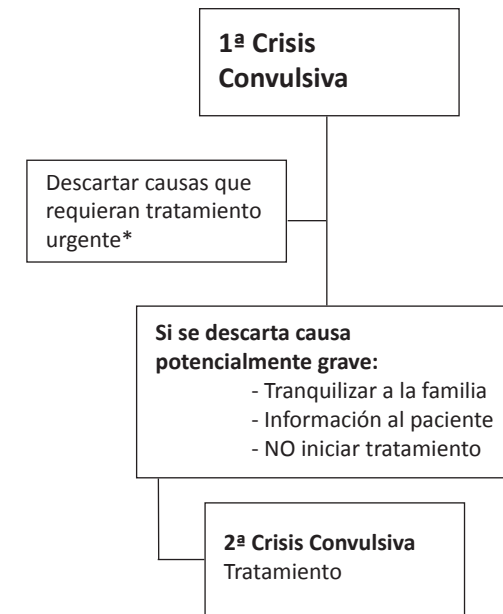 1ª Crisis
Convulsiva
Descartar causas que
requieran tratamiento
urgente*
Si se descarta causa
potencialmente grave:
- Tranquilizar a la familia
- Información al paciente
- NO iniciar tratamiento
2ª Crisis Convulsiva
Tratamiento